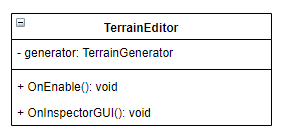 TerrainEditor
- generator: TerrainGenerator
+ OnEnable(): void
+ OnInspectorGUI(): void